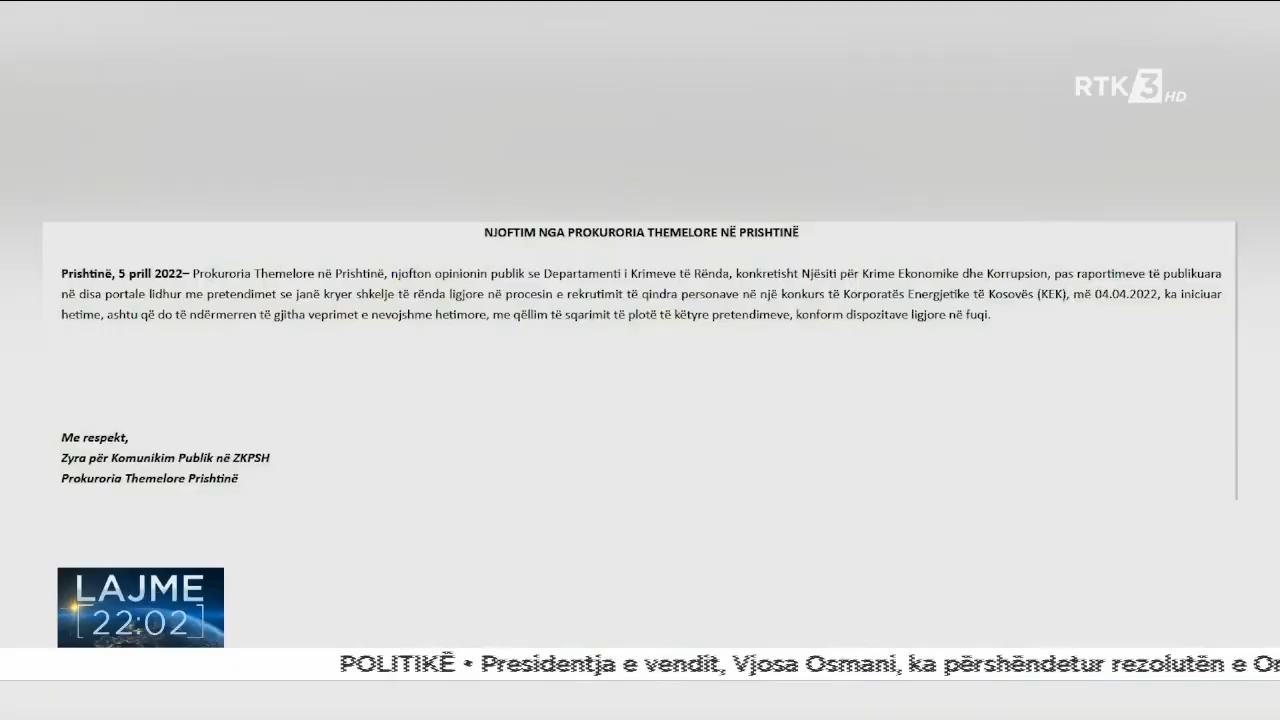 RTK 3 HD
NJOFTIM NGA PROKURORIA THEMELORE NË PRISHTINË
Prishtinë, 5 prill 2022– Prokuroria Themelore në Prishtinë, njofton opinionin publik se Departamenti i Krimeve të Rënda, konkretisht Njësiti për Krime Ekonomike dhe Korrupsion, pas raportimeve të publikuara
në disa portale lidhur me pretendimet se janë kryer shkelje të rënda ligjore në procesin e rekrutimit të qindra personave në një konkurs të Korporatës Energjetike të Kosovës (KEK), më 04.04.2022, ka iniciuar
hetime, ashtu që do të ndërmerren të gjitha veprimet e nevojshme hetimore, me qëllim të sqarimit të plotë të këtyre pretendimeve, konform dispozitave ligjore në fuqi.
Me respekt,
Zyra për Komunikim Publik në ZKPSH
Prokuroria Themelore Prishtinë
LAJME
[22:02]
POLITIKË • Presidentja e vendit, Vjosa Osmani, ka përshëndetur rezolutën e